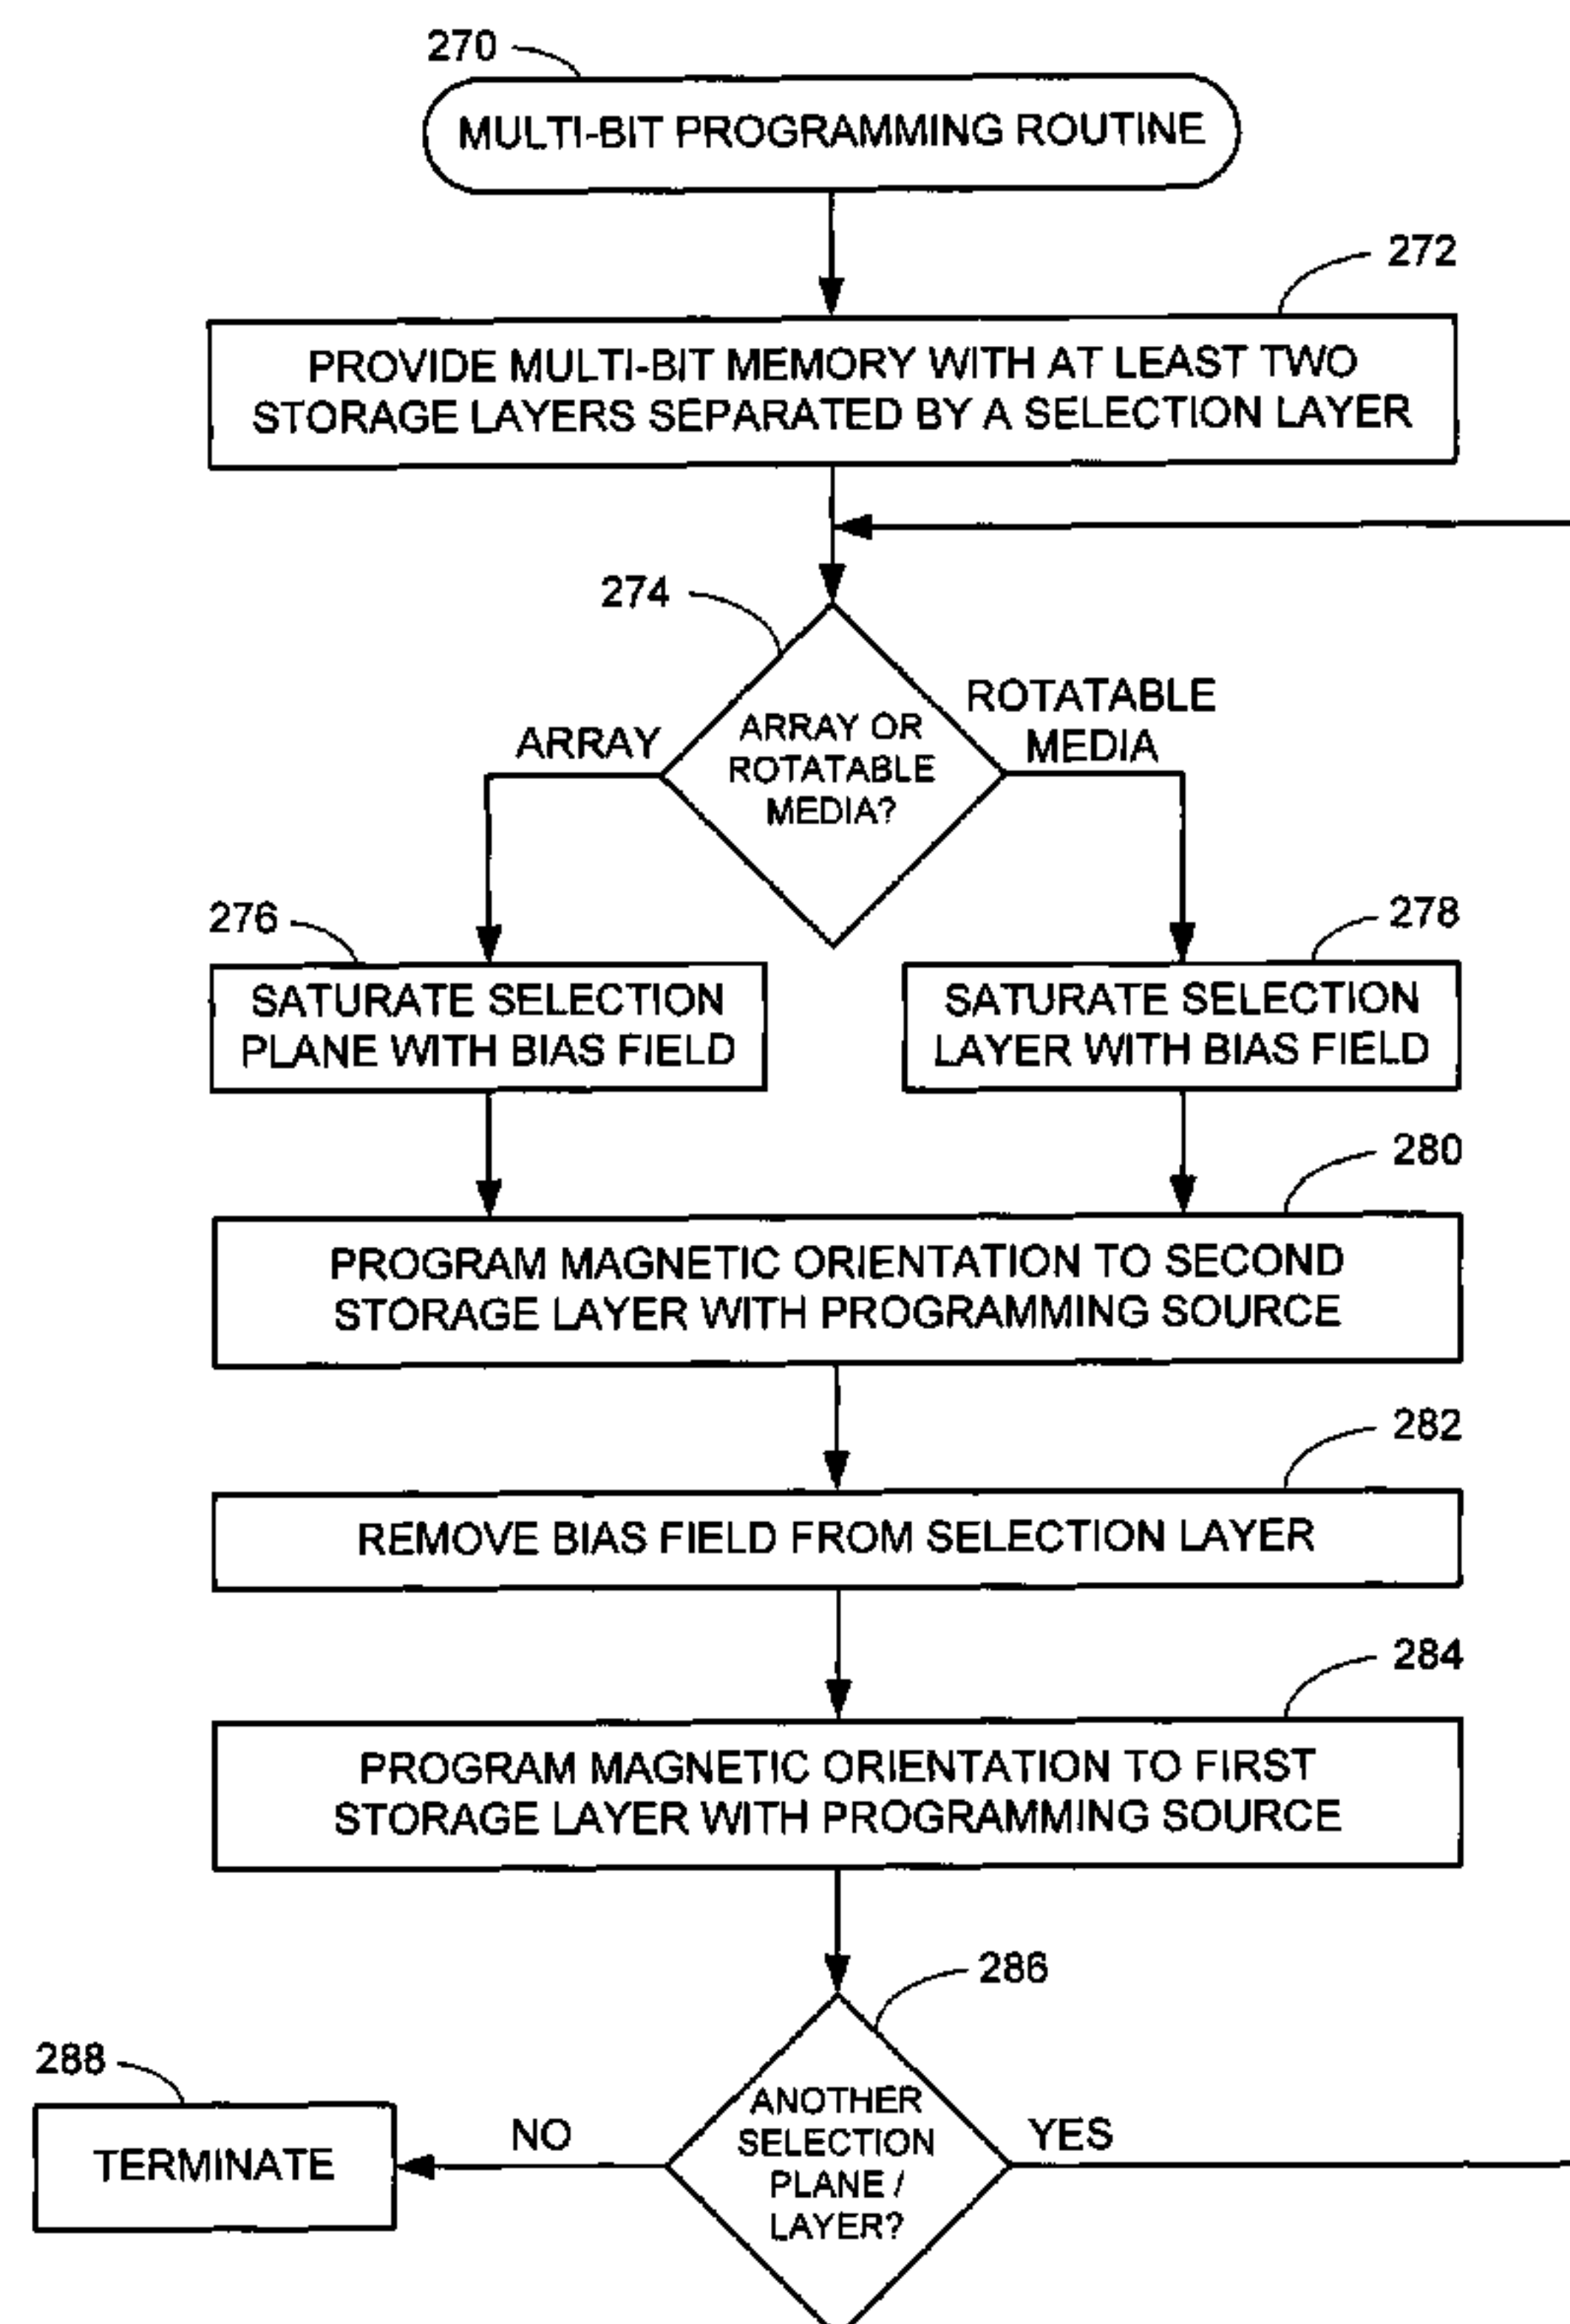 270
MULTI-BIT PROGRAMMING ROUTINE
272
PROVIDE MULTI-BIT MEMORY WITH AT LEAST TWO
STORAGE LAYERS SEPARATED BY A SELECTION LAYER
274
ARRAY
ARRAY OR
ROTATABLE
MEDIA?
ROTATABLE
MEDIA
276
SATURATE SELECTION
PLANE WITH BIAS FIELD
278
SATURATE SELECTION
LAYER WITH BIAS FIELD
280
PROGRAM MAGNETIC ORIENTATION TO SECOND
STORAGE LAYER WITH PROGRAMMING SOURCE
282
REMOVE BIAS FIELD FROM SELECTION LAYER
284
PROGRAM MAGNETIC ORIENTATION TO FIRST
STORAGE LAYER WITH PROGRAMMING SOURCE
286
ANOTHER
SELECTION
PLANE /
LAYER?
NO
YES
288
TERMINATE